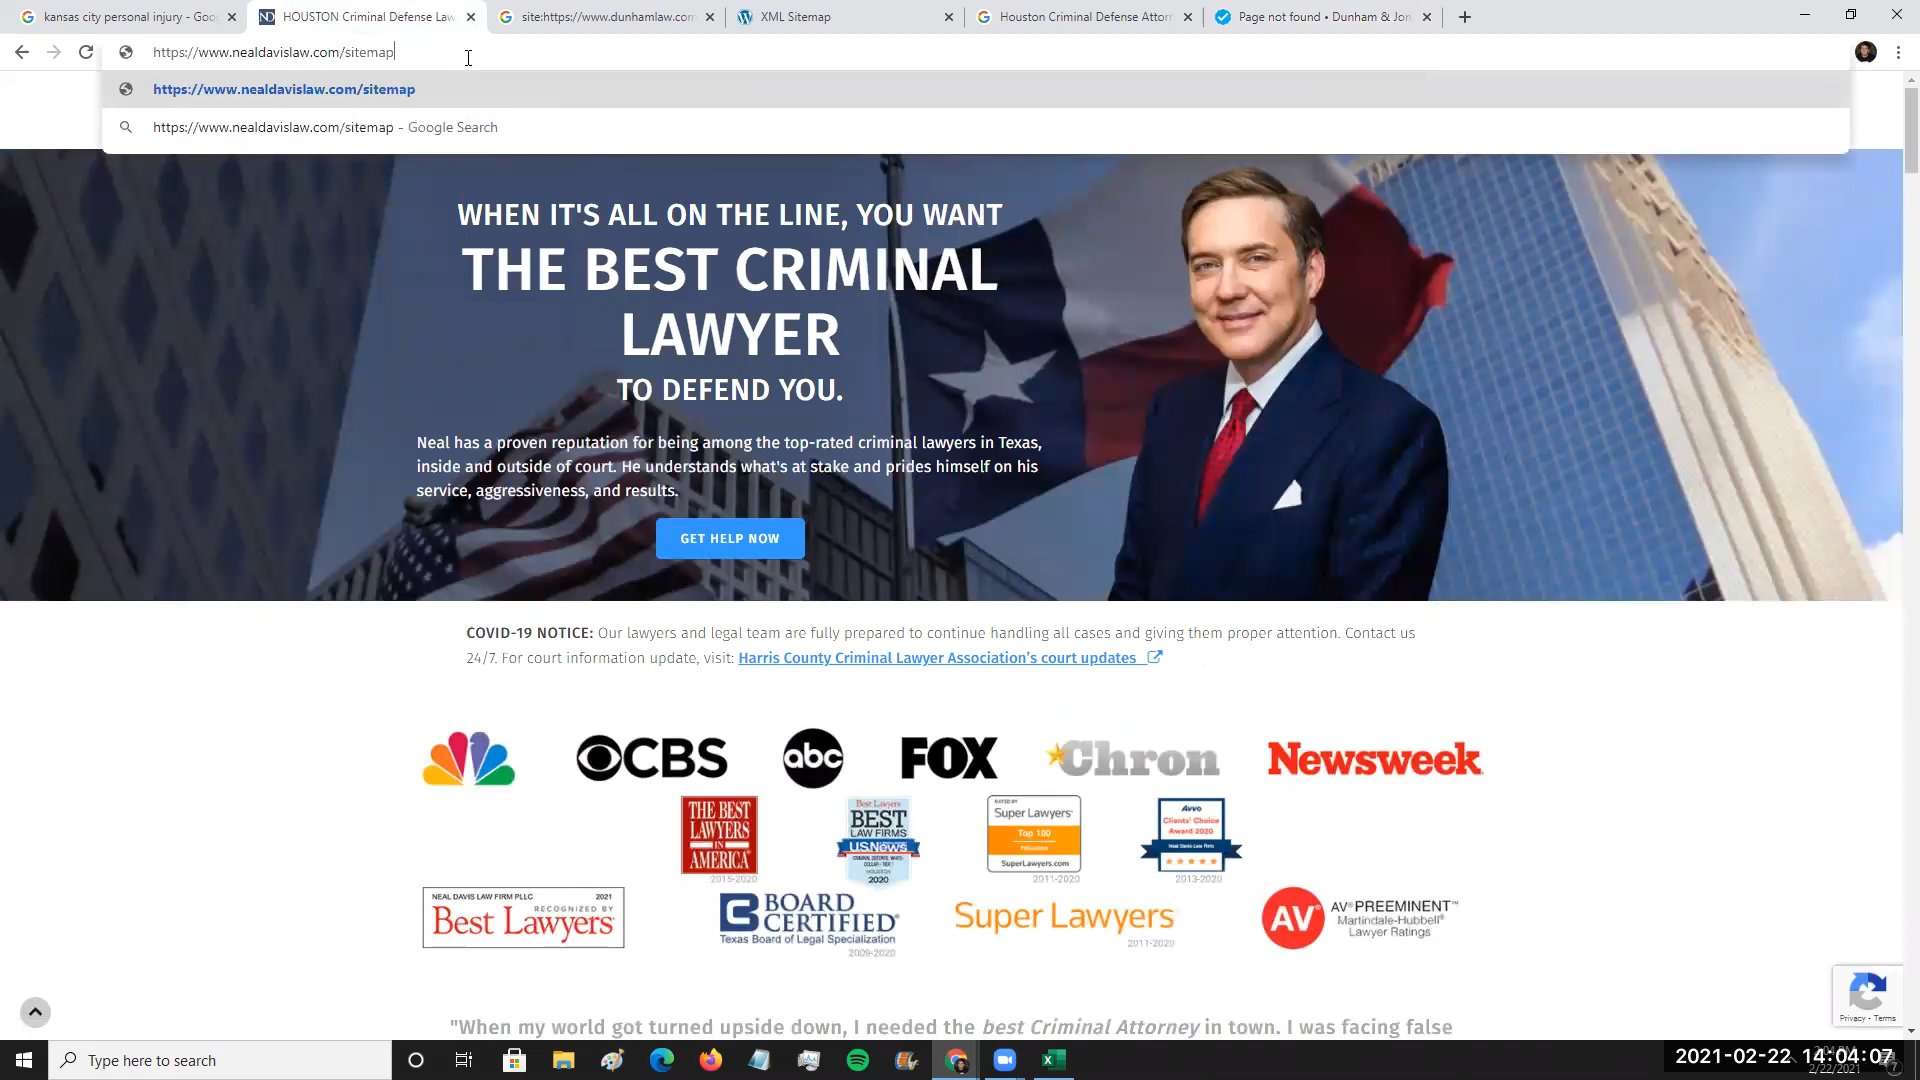 kansas city personal injury - Goo
HOUSTON Criminal Defense Law
site:https://www.dunhamlaw.com
XML Sitemap
Houston Criminal Defense Attor
Page not found • Dunham & Jon
https://www.nealdavislaw.com/sitemap
https://www.nealdavislaw.com/sitemap
https://www.nealdavislaw.com/sitemap - Google Search
WHEN IT'S ALL ON THE LINE, YOU WANT
THE BEST CRIMINAL
LAWYER
TO DEFEND YOU.
Neal has a proven reputation for being among the top-rated criminal lawyers in Texas,
inside and outside of court. He understands what's at stake and prides himself on his
service, aggressiveness, and results.
GET HELP NOW
COVID-19 NOTICE: Our lawyers and legal team are fully prepared to continue handling all cases and giving them proper attention. Contact us
24/7. For court information update, visit: Harris County Criminal Lawyer Association's court updates
CBS
abc
FOX
Chron
Newsweek
THE BEST
LAWYERS
IN
AMERICA
2015-2020
Best Lawyers
BEST
LAW FIRMS
U.S.News
HOUSTON
2020
RATED BY
Super Lawyers
Top 100
Houston
SuperLawyers.com
2011-2020
Avvo
Clients' Choice
Award 2020
Neal Davis Law Firm
2013-2020
NEAL DAVIS LAW FIRM PLLC 2021
RECOGNIZED BY
Best Lawyers
BOARD
CERTIFIED
Texas Board of Legal Specialization
2009-2020
Super Lawyers
2011-2020
AV
AV PREEMINENT™
Martindale-Hubbell®
Lawyer Ratings
"When my world got turned upside down, I needed the best Criminal Attorney in town. I was facing false
Privacy - Terms
Type here to search
2021-02-22 14:04:07
2/22/2021